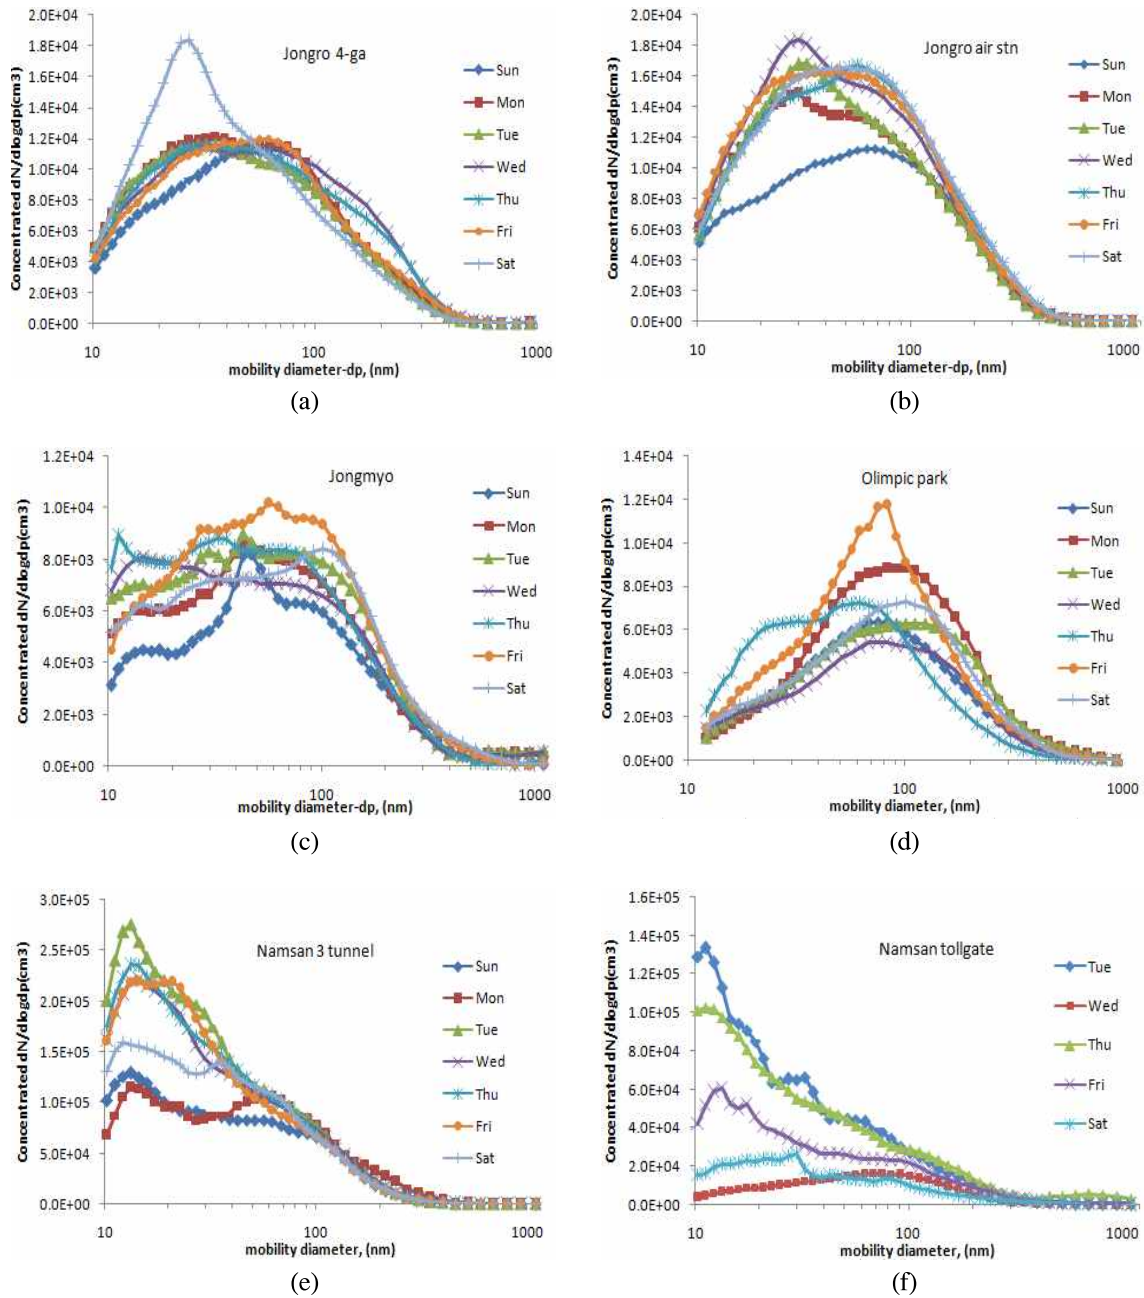 Jongro 4-ga
Concentrated dN/dlogdp(cm3)
2.0E+04
1.8E+04
1.6E+04
1.4E+04
1.2E+04
1.0E+04
8.0E+03
6.0E+03
4.0E+03
2.0E+03
0.0E+00
Sun
Mon
Tue
Wed
Thu
Fri
Sat
10 100 1000
mobility diameter-dp, (nm)
(a)
Jongro air stn
Concentrated dN/dlogdp(cm3)
2.0E+04
1.8E+04
1.6E+04
1.4E+04
1.2E+04
1.0E+04
8.0E+03
6.0E+03
4.0E+03
2.0E+03
0.0E+00
Sun
Mon
Tue
Wed
Thu
Fri
Sat
10 100 1000
mobility diameter-dp, (nm)
(b)
Jongmyo
Concentrated dN/dlogdp(cm3)
1.2E+04
1.0E+04
8.0E+03
6.0E+03
4.0E+03
2.0E+03
0.0E+00
Sun
Mon
Tue
Wed
Thu
Fri
Sat
10 100 1000
mobility diameter-dp, (nm)
(c)
Olimpic park
Concentrated dN/dlogdp(cm3)
1.4E+04
1.2E+04
1.0E+04
8.0E+03
6.0E+03
4.0E+03
2.0E+03
0.0E+00
Sun
Mon
Tue
Wed
Thu
Fri
Sat
10 100 1000
mobility diameter, (nm)
(d)
Namsan 3 tunnel
Concentrated dN/dlogdp(cm3)
3.0E+05
2.5E+05
2.0E+05
1.5E+05
1.0E+05
5.0E+04
0.0E+00
Sun
Mon
Tue
Wed
Thu
Fri
Sat
10 100 1000
mobility diameter, (nm)
(e)
Namsan tollgate
Concentrated dN/dlogdp(cm3)
1.6E+05
1.4E+05
1.2E+05
1.0E+05
8.0E+04
6.0E+04
4.0E+04
2.0E+04
0.0E+00
Tue
Wed
Thu
Fri
Sat
10 100 1000
mobility diameter, (nm)
(f)